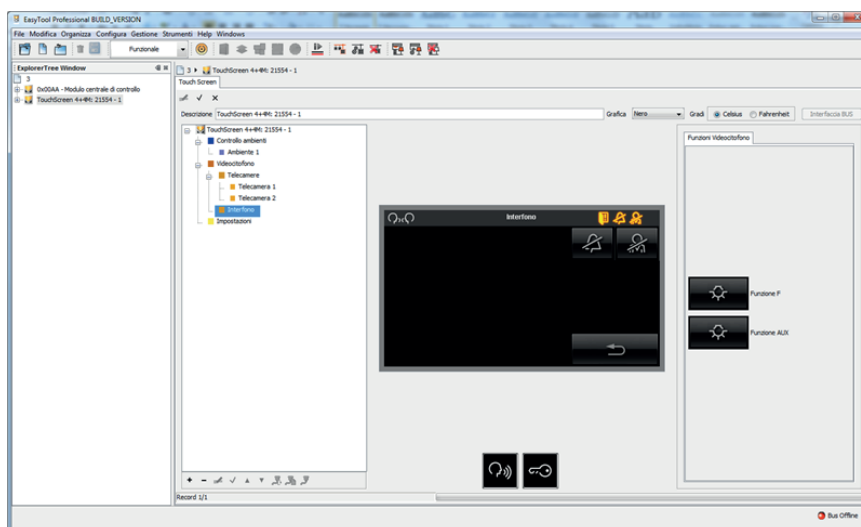 EasyTool Professional BUILD_VERSION
File Modifica Organizza Configura Gestione Strumenti Help Windows
Funzionale
ExplorerTree Window
3
0x00AA - Modulo centrale di controllo
TouchScreen 4+4M: 21554 - 1
3 TouchScreen 4+4M: 21554 - 1
Touch Screen
Descrizione TouchScreen 4+4M: 21554 - 1 Grafica Nero Gradi Celsius Fahrenheit Interfaccia BUS
TouchScreen 4+4M: 21554 - 1
Controllo ambienti
Ambiente 1
Videocitofono
Telecamere
Telecamera 1
Telecamera 2
Interfono
Impostazioni
Interfono
Funzioni Videocitofono
Funzione F
Funzione AUX
Record 1/1
Bus Offline